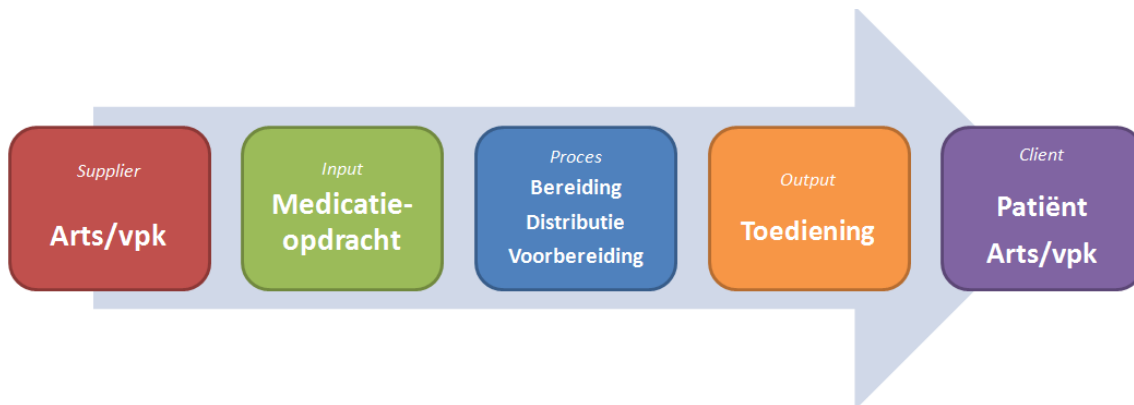 Supplier
Arts/vpk
Input
Medicatie-
opdracht
Proces
Bereiding
Distributie
Voorbereiding
Output
Toediening
Client
Patiënt
Arts/vpk